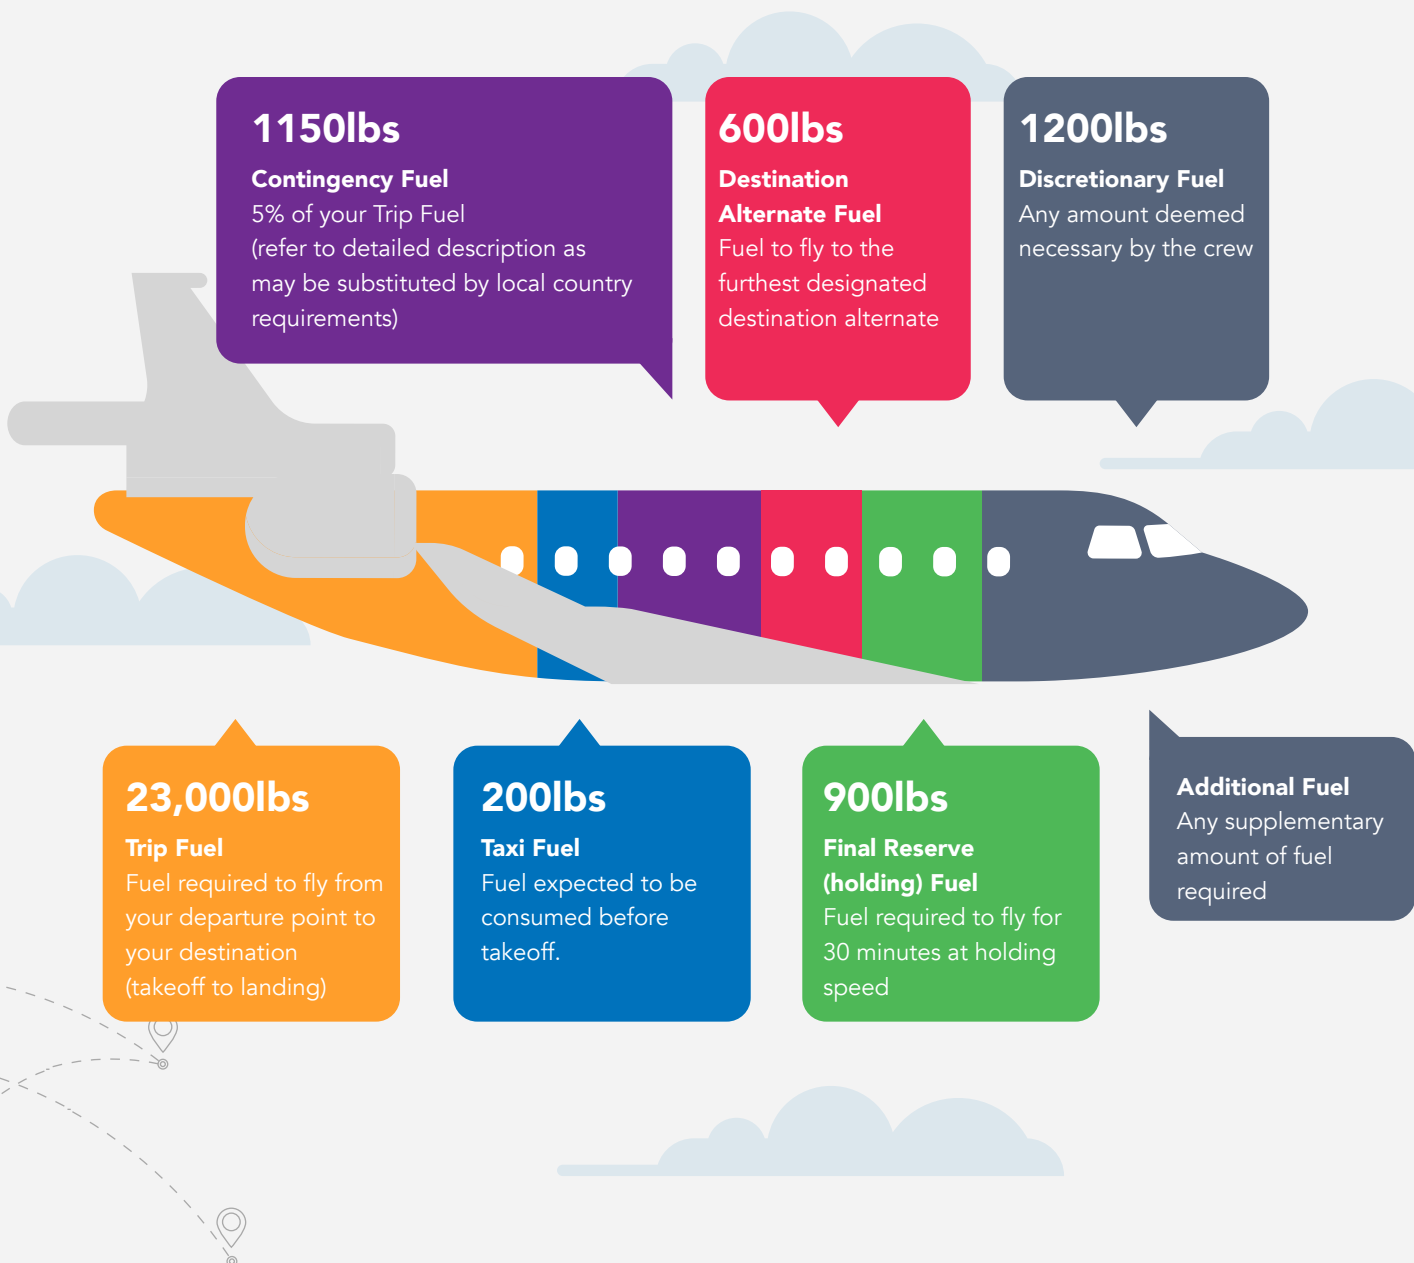 1150lbs
Contingency Fuel
5% of your Trip Fuel
(refer to detailed description as
may be substituted by local country
requirements)
600lbs
Destination
Alternate Fuel
Fuel to fly to the
furthest designated
destination alternate
1200lbs
Discretionary Fuel
Any amount deemed
necessary by the crew
23,000lbs
Trip Fuel
Fuel required to fly from
your departure point to
your destination
(takeoff to landing)
200lbs
Taxi Fuel
Fuel expected to be
consumed before
takeoff.
900lbs
Final Reserve
(holding) Fuel
Fuel required to fly for
30 minutes at holding
speed
Additional Fuel
Any supplementary
amount of fuel
required